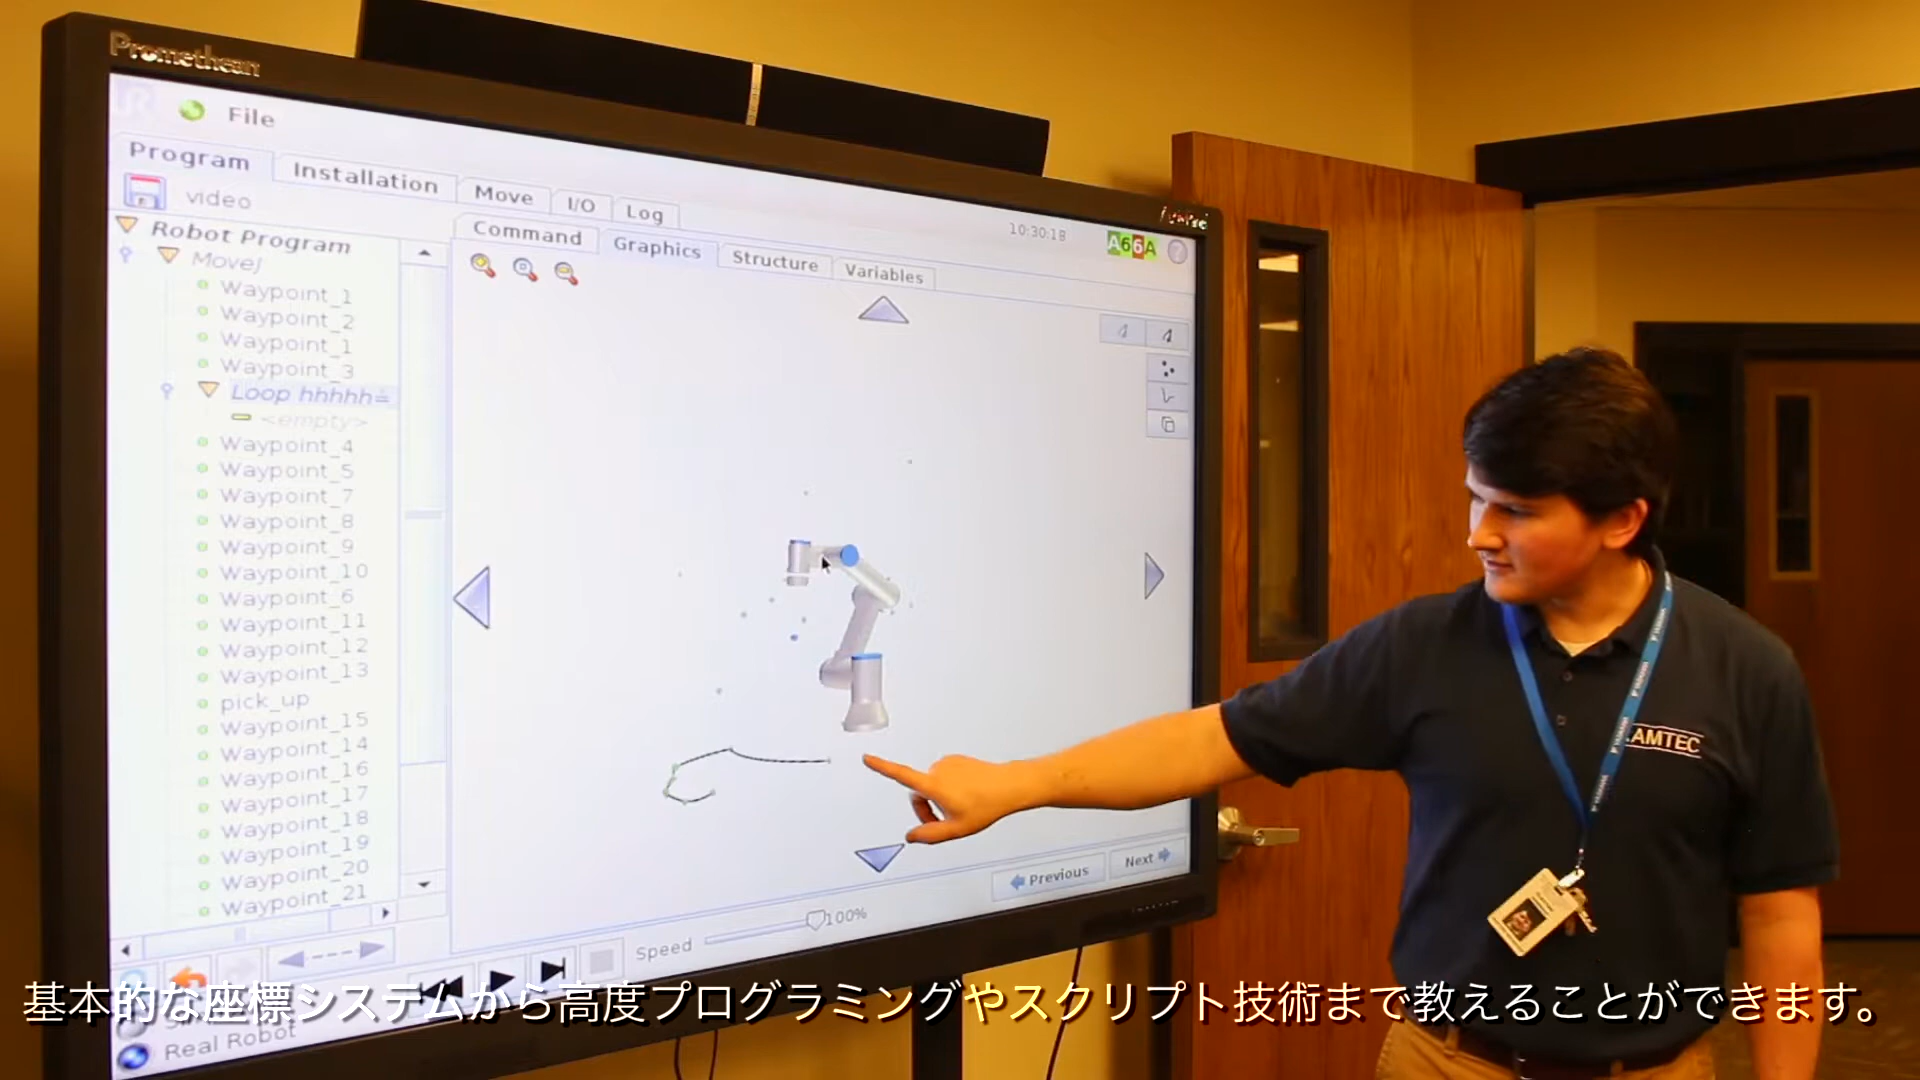 Promethean
File
Program
Installation
Move
I/O
Log
video
10:30:18
A66A
Command
Graphics
Structure
Variables
Robot Program
MoveJ
Waypoint_1
Waypoint_2
Waypoint_1
Waypoint_3
Loop hhhhh=
<empty>
Waypoint_4
Waypoint_5
Waypoint_7
Waypoint_8
Waypoint_9
Waypoint_10
Waypoint_6
Waypoint_11
Waypoint_12
Waypoint_13
pick_up
Waypoint_15
Waypoint_14
Waypoint_16
Waypoint_17
Waypoint_18
Waypoint_19
Waypoint_20
Waypoint_21
Previous
Next
Speed
100%
Real Robot
RAMTEC
基本的な座標システムから高度プログラミングやスクリプト技術まで教えることができます。